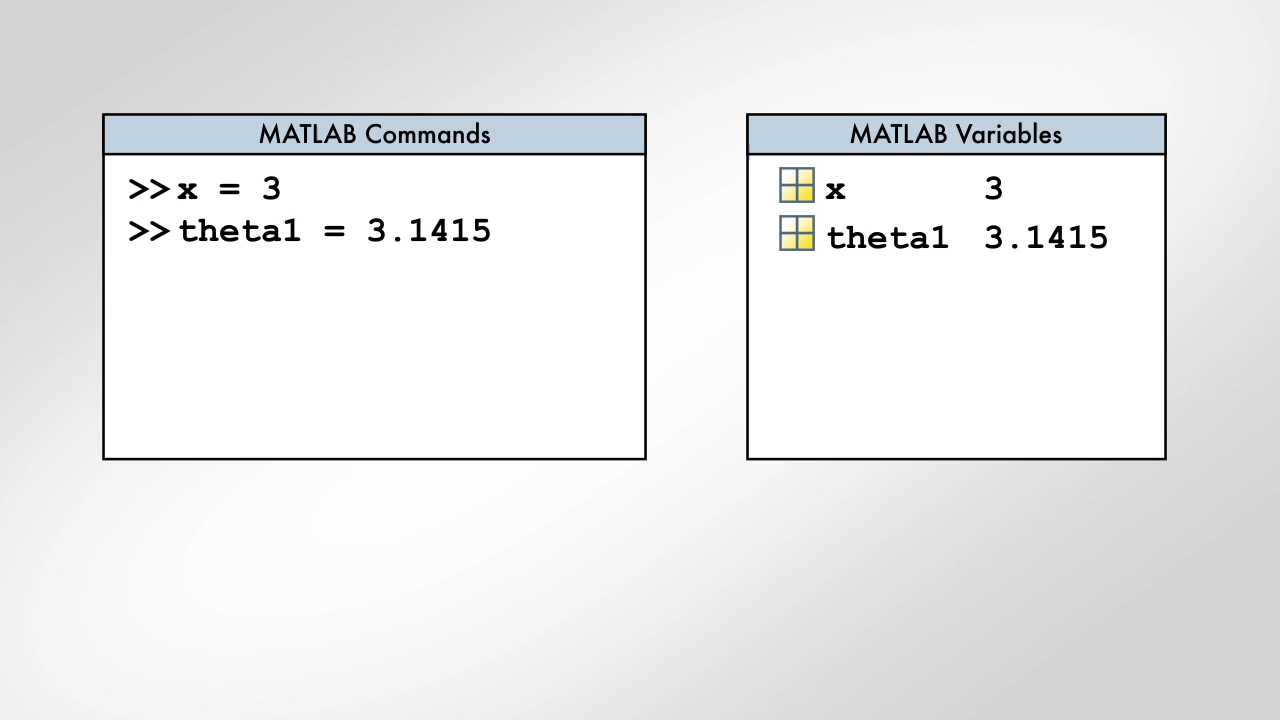 MATLAB Commands
>> x = 3
>> theta1 = 3.1415
MATLAB Variables
x 3
theta1 3.1415